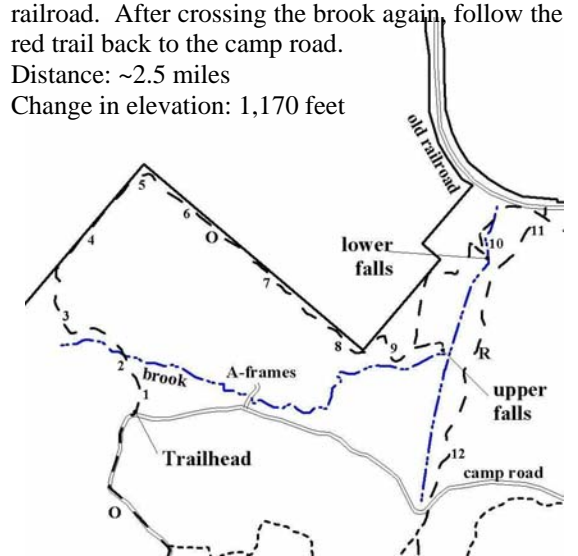 railroad. After crossing the brook again, follow the
red trail back to the camp road.
Distance: ~2.5 miles
Change in elevation: 1,170 feet
old railroad
5
6
O
4
7
lower
falls
10
11
3
8
9
2
brook
A-frames
R
1
upper
falls
Trailhead
12
camp road
O